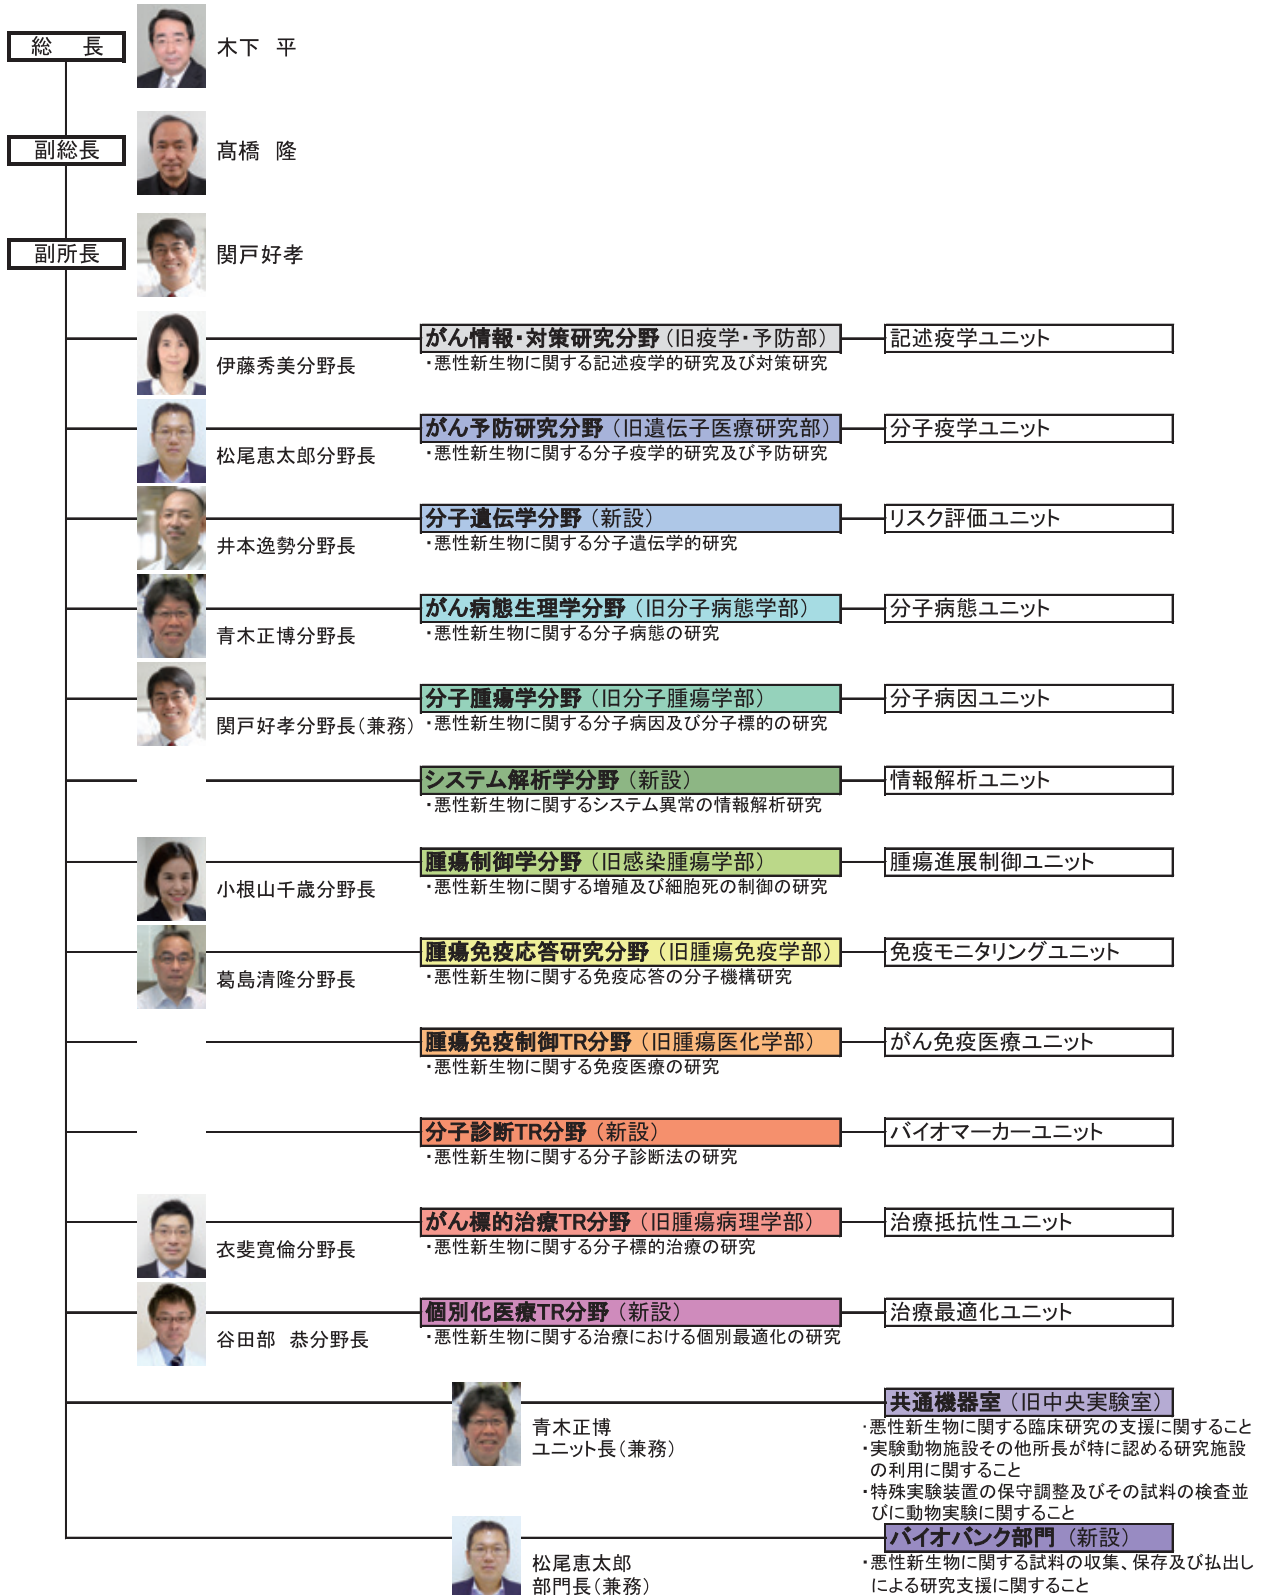 総　長
木下　平
副総長
髙橋　隆
副所長
関戸好孝
がん情報・対策研究分野（旧疫学・予防部）
記述疫学ユニット
伊藤秀美分野長
・悪性新生物に関する記述疫学的研究及び対策研究
がん予防研究分野（旧遺伝子医療研究部）
分子疫学ユニット
松尾恵太郎分野長
・悪性新生物に関する分子疫学的研究及び予防研究
分子遺伝学分野（新設）
リスク評価ユニット
井本逸勢分野長
・悪性新生物に関する分子遺伝学的研究
がん病態生理学分野（旧分子病態学部）
分子病態ユニット
青木正博分野長
・悪性新生物に関する分子病態の研究
分子腫瘍学分野（旧分子腫瘍学部）
分子病因ユニット
関戸好孝分野長（兼務）
・悪性新生物に関する分子病因及び分子標的の研究
システム解析学分野（新設）
情報解析ユニット
・悪性新生物に関するシステム異常の情報解析研究
腫瘍制御学分野（旧感染腫瘍学部）
腫瘍進展制御ユニット
小根山千歳分野長
・悪性新生物に関する増殖及び細胞死の制御の研究
腫瘍免疫応答研究分野（旧腫瘍免疫学部）
免疫モニタリングユニット
葛島清隆分野長
・悪性新生物に関する免疫応答の分子機構研究
腫瘍免疫制御TR分野（旧腫瘍医化学部）
がん免疫医療ユニット
・悪性新生物に関する免疫医療の研究
分子診断TR分野（新設）
バイオマーカーユニット
・悪性新生物に関する分子診断法の研究
がん標的治療TR分野（旧腫瘍病理学部）
治療抵抗性ユニット
衣斐寛倫分野長
・悪性新生物に関する分子標的治療の研究
個別化医療TR分野（新設）
治療最適化ユニット
谷田部　恭分野長
・悪性新生物に関する治療における個別最適化の研究
共通機器室（旧中央実験室）
青木正博
ユニット長（兼務）
・悪性新生物に関する臨床研究の支援に関すること
・実験動物施設その他所長が特に認める研究施設
の利用に関すること
・特殊実験装置の保守調整及びその試料の検査並
びに動物実験に関すること
バイオバンク部門（新設）
松尾恵太郎
部門長（兼務）
・悪性新生物に関する試料の収集、保存及び払出し
による研究支援に関すること